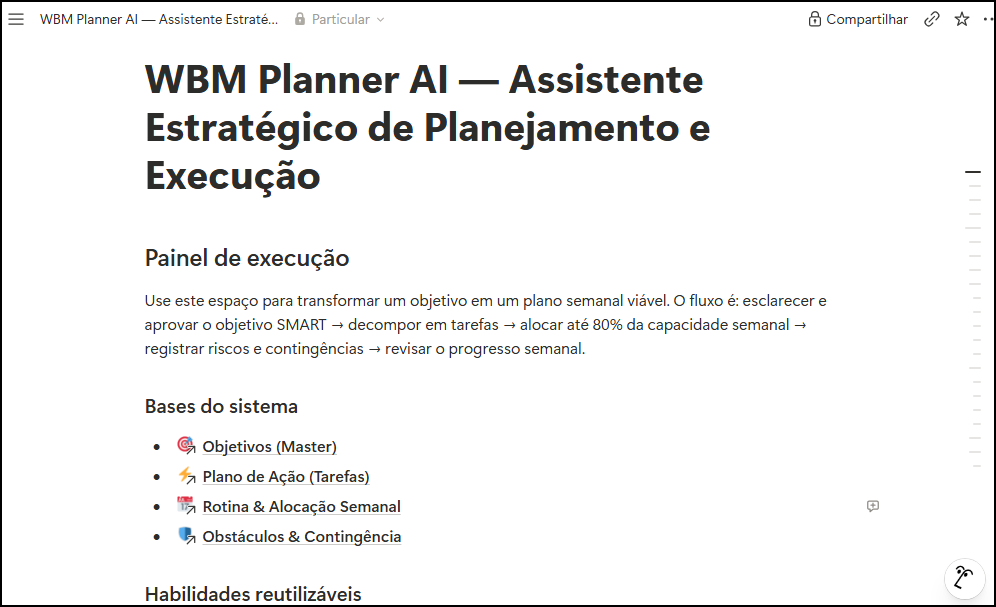 WBM Planner AI — Assistente Estraté...
Particular
Compartilhar
WBM Planner AI — Assistente
Estratégico de Planejamento e
Execução
Painel de execução
Use este espaço para transformar um objetivo em um plano semanal viável. O fluxo é: esclarecer e
aprovar o objetivo SMART → decompor em tarefas → alocar até 80% da capacidade semanal →
registrar riscos e contingências → revisar o progresso semanal.
Bases do sistema
• Objetivos (Master)
• Plano de Ação (Tarefas)
• Rotina & Alocação Semanal
• Obstáculos & Contingência
Habilidades reutilizáveis